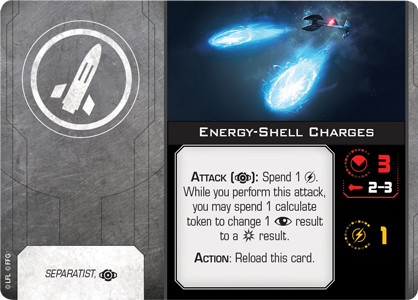 ENERGY-SHELL CHARGES
ATTACK ( ): Spend 1 .
While you perform this attack,
you may spend 1 calculate
token to change 1 result
to a result.
ACTION: Reload this card.
3
2–3
1
SEPARATIST,
© LFL © FFG